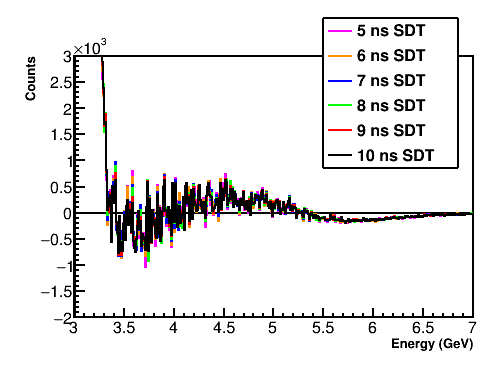 5 ns SDT
6 ns SDT
7 ns SDT
8 ns SDT
9 ns SDT
10 ns SDT
×10³
Counts
3
2.5
2
1.5
1
0.5
0
−0.5
−1
−1.5
−2
3 3.5 4 4.5 5 5.5 6 6.5 7
Energy (GeV)